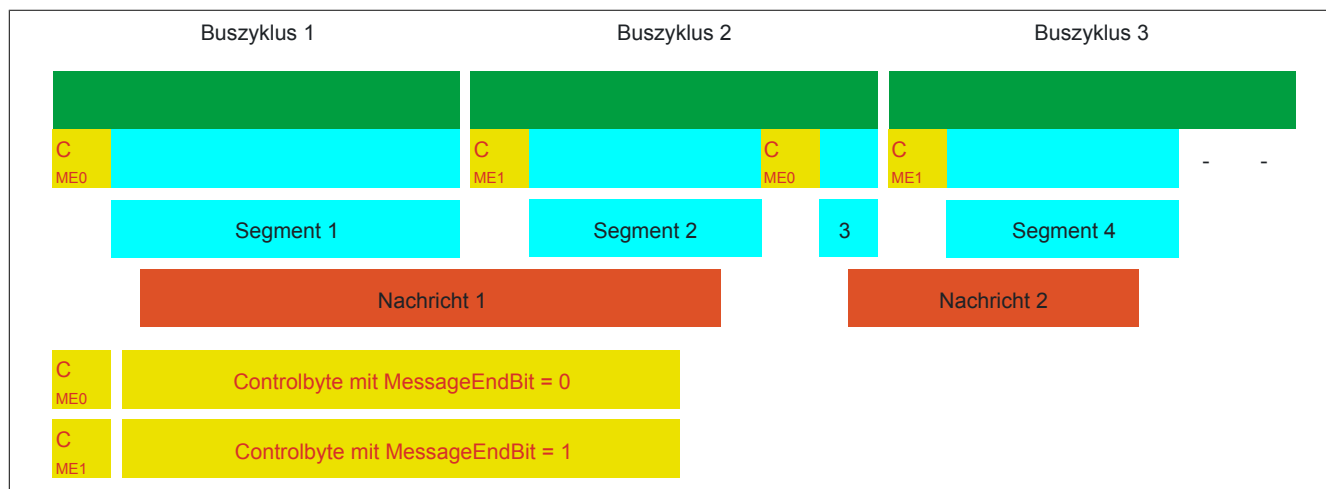 Buszyklus 1 Buszyklus 2 Buszyklus 3
C C C C
ME0 ME1 ME0 ME1 - -
Segment 1 Segment 2 3 Segment 4
Nachricht 1 Nachricht 2
C
ME0 Controlbyte mit MessageEndBit = 0
C
ME1 Controlbyte mit MessageEndBit = 1